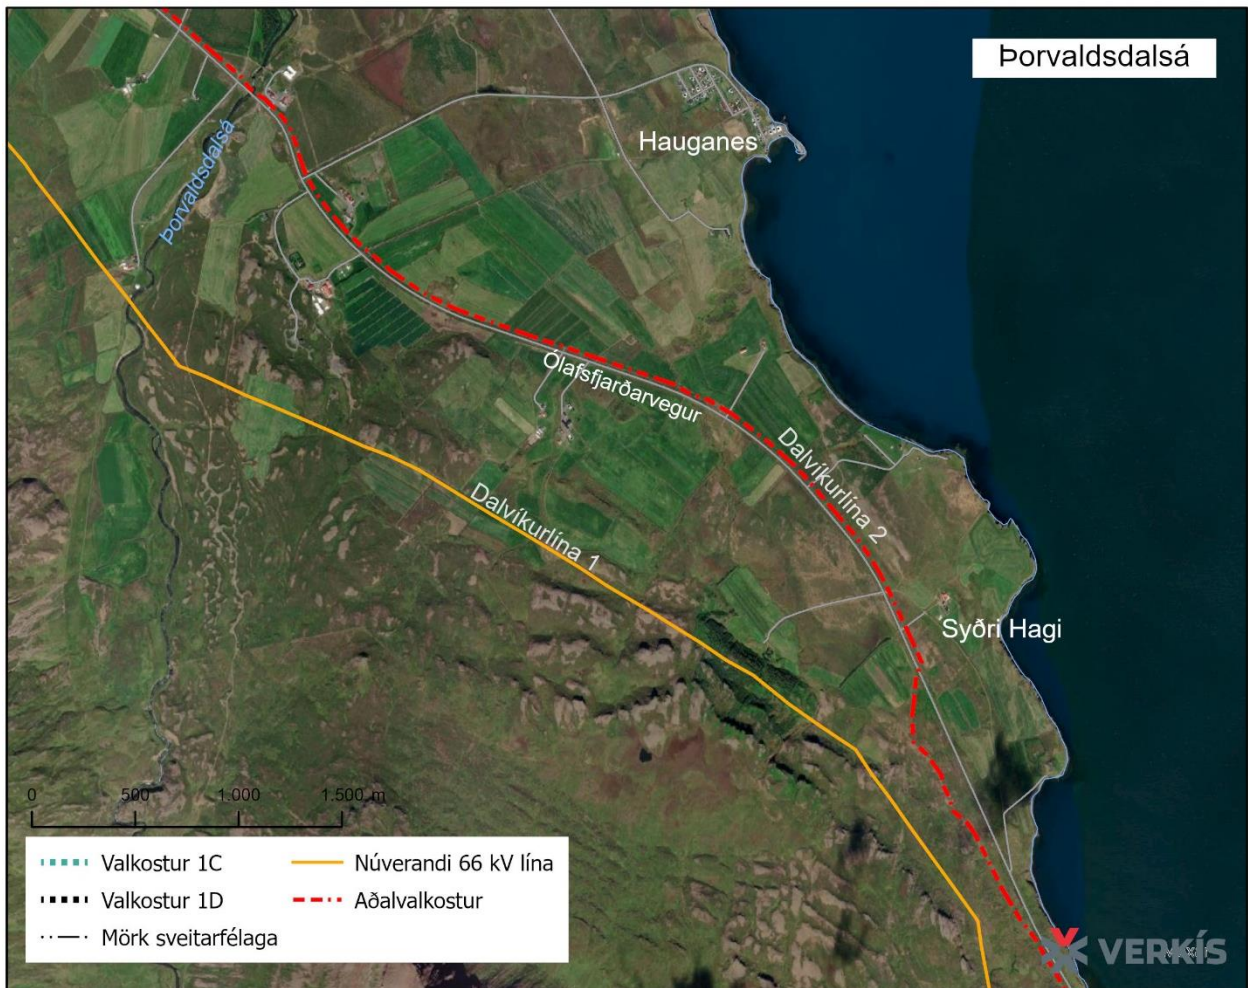 Þorvaldsdalsá
Hauganes
Þorvaldsdalsá
Ólafsfjarðarvegur
Dalvíkurlína 2
Dalvíkurlína 1
Syðri Hagi
0 500 1.000 1.500 m
Valkostur 1C
Núverandi 66 kV lína
Valkostur 1D
Aðalvalkostur
Mörk sveitarfélaga
VERKÍS